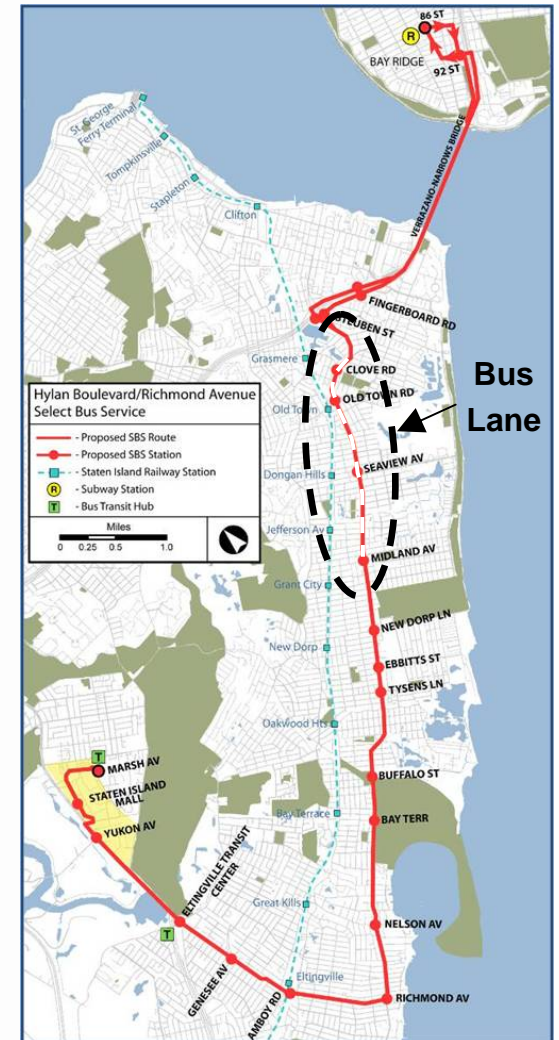 86 ST
R
BAY RIDGE
92 ST
VERRAZANO-NARROWS BRIDGE
St. George
Ferry Terminal
Tompkinsville
Stapleton
Clifton
FINGERBOARD RD
STEUBEN ST
Grasmere
CLOVE RD
Bus
Lane
OLD TOWN RD
Old Town
Hylan Boulevard/Richmond Avenue
Select Bus Service
- Proposed SBS Route
- Proposed SBS Station
- Staten Island Railway Station
R - Subway Station
T - Bus Transit Hub
Miles
0 0.25 0.5 1.0
SEAVIEW AV
Dongan Hills
Jefferson Av
MIDLAND AV
Grant City
NEW DORP LN
New Dorp
EBBITTS ST
TYSENS LN
Oakwood Hts
T
MARSH AV
BUFFALO ST
STATEN ISLAND
MALL
Bay Terrace
BAY TERR
YUKON AV
ELTINGVILLE TRANSIT
CENTER
Great Kills
NELSON AV
T
GENESEE AV
Eltingville
AMBOY RD
RICHMOND AV